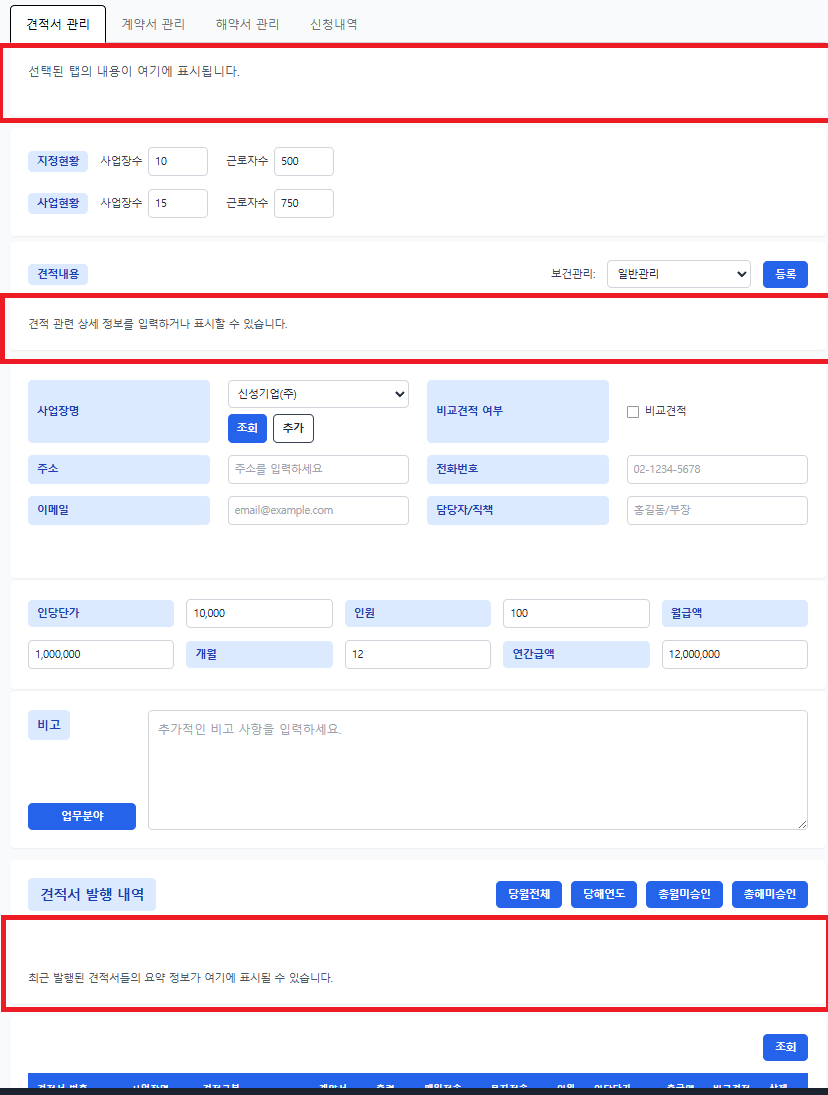 견적서 관리 계약서 관리 해약서 관리 신청내역
선택된 탭의 내용이 여기에 표시됩니다.
지정현황 사업장수 10 근로자수 500
사업현황 사업장수 15 근로자수 750
견적내용 보건관리: 일반관리 등록
견적 관련 상세 정보를 입력하거나 표시할 수 있습니다.
사업장명 신성기업(주) 비교견적 여부 비교견적
조회 추가
주소 주소를 입력하세요 전화번호 02-1234-5678
이메일 email@example.com 담당자/직책 홍길동/부장
인당단가 10,000 인원 100 월급액
1,000,000 개월 12 연간급액 12,000,000
비고 추가적인 비고 사항을 입력하세요.
업무분야
견적서 발행 내역 당월전체 당해연도 총월미승인 총해미승인
최근 발행된 견적서들의 요약 정보가 여기에 표시될 수 있습니다.
조회